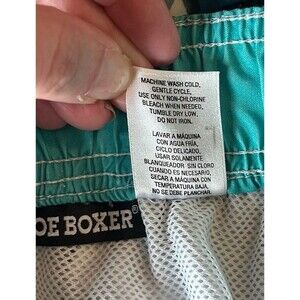 MACHINE WASH COLD,
GENTLE CYCLE,
USE ONLY NON-CHLORINE
BLEACH WHEN NEEDED,
TUMBLE DRY LOW,
DO NOT IRON.
LAVAR A MÁQUINA
CON AGUA FRÍA,
CICLO DELICADO,
USAR SOLAMENTE
BLANQUEADOR SIN CLORO
CUANDO ES NECESARIO,
SECAR A MÁQUINA CON
TEMPERATURA BAJA,
NO SE DEBE PLANCHAR.
OE BOXER®